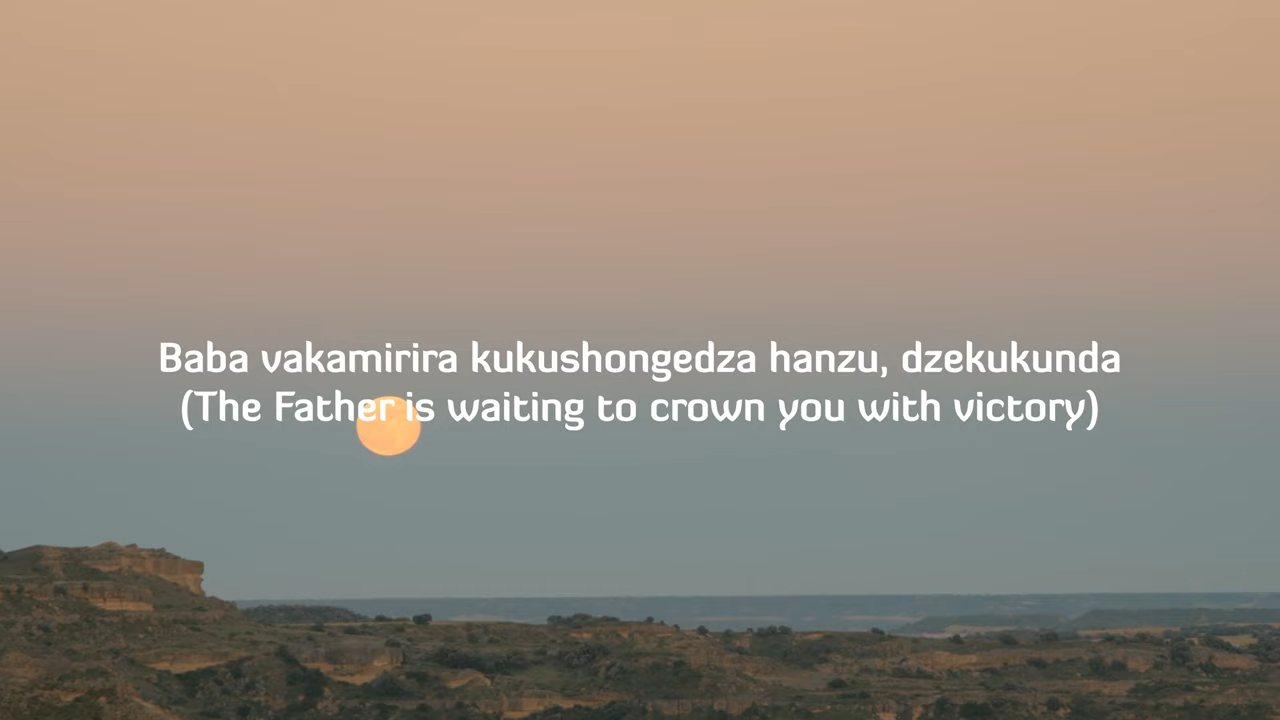 Baba vakamirira kukushongedza hanzu, dzekukunda
(The Father is waiting to crown you with victory)